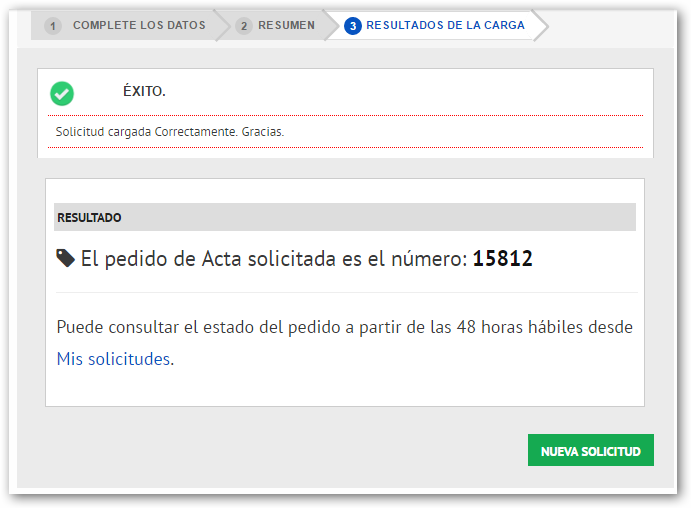 1 COMPLETE LOS DATOS 2 RESUMEN 3 RESULTADOS DE LA CARGA
ÉXITO.
Solicitud cargada Correctamente. Gracias.
RESULTADO
El pedido de Acta solicitada es el número: 15812
Puede consultar el estado del pedido a partir de las 48 horas hábiles desde
Mis solicitudes.
NUEVA SOLICITUD